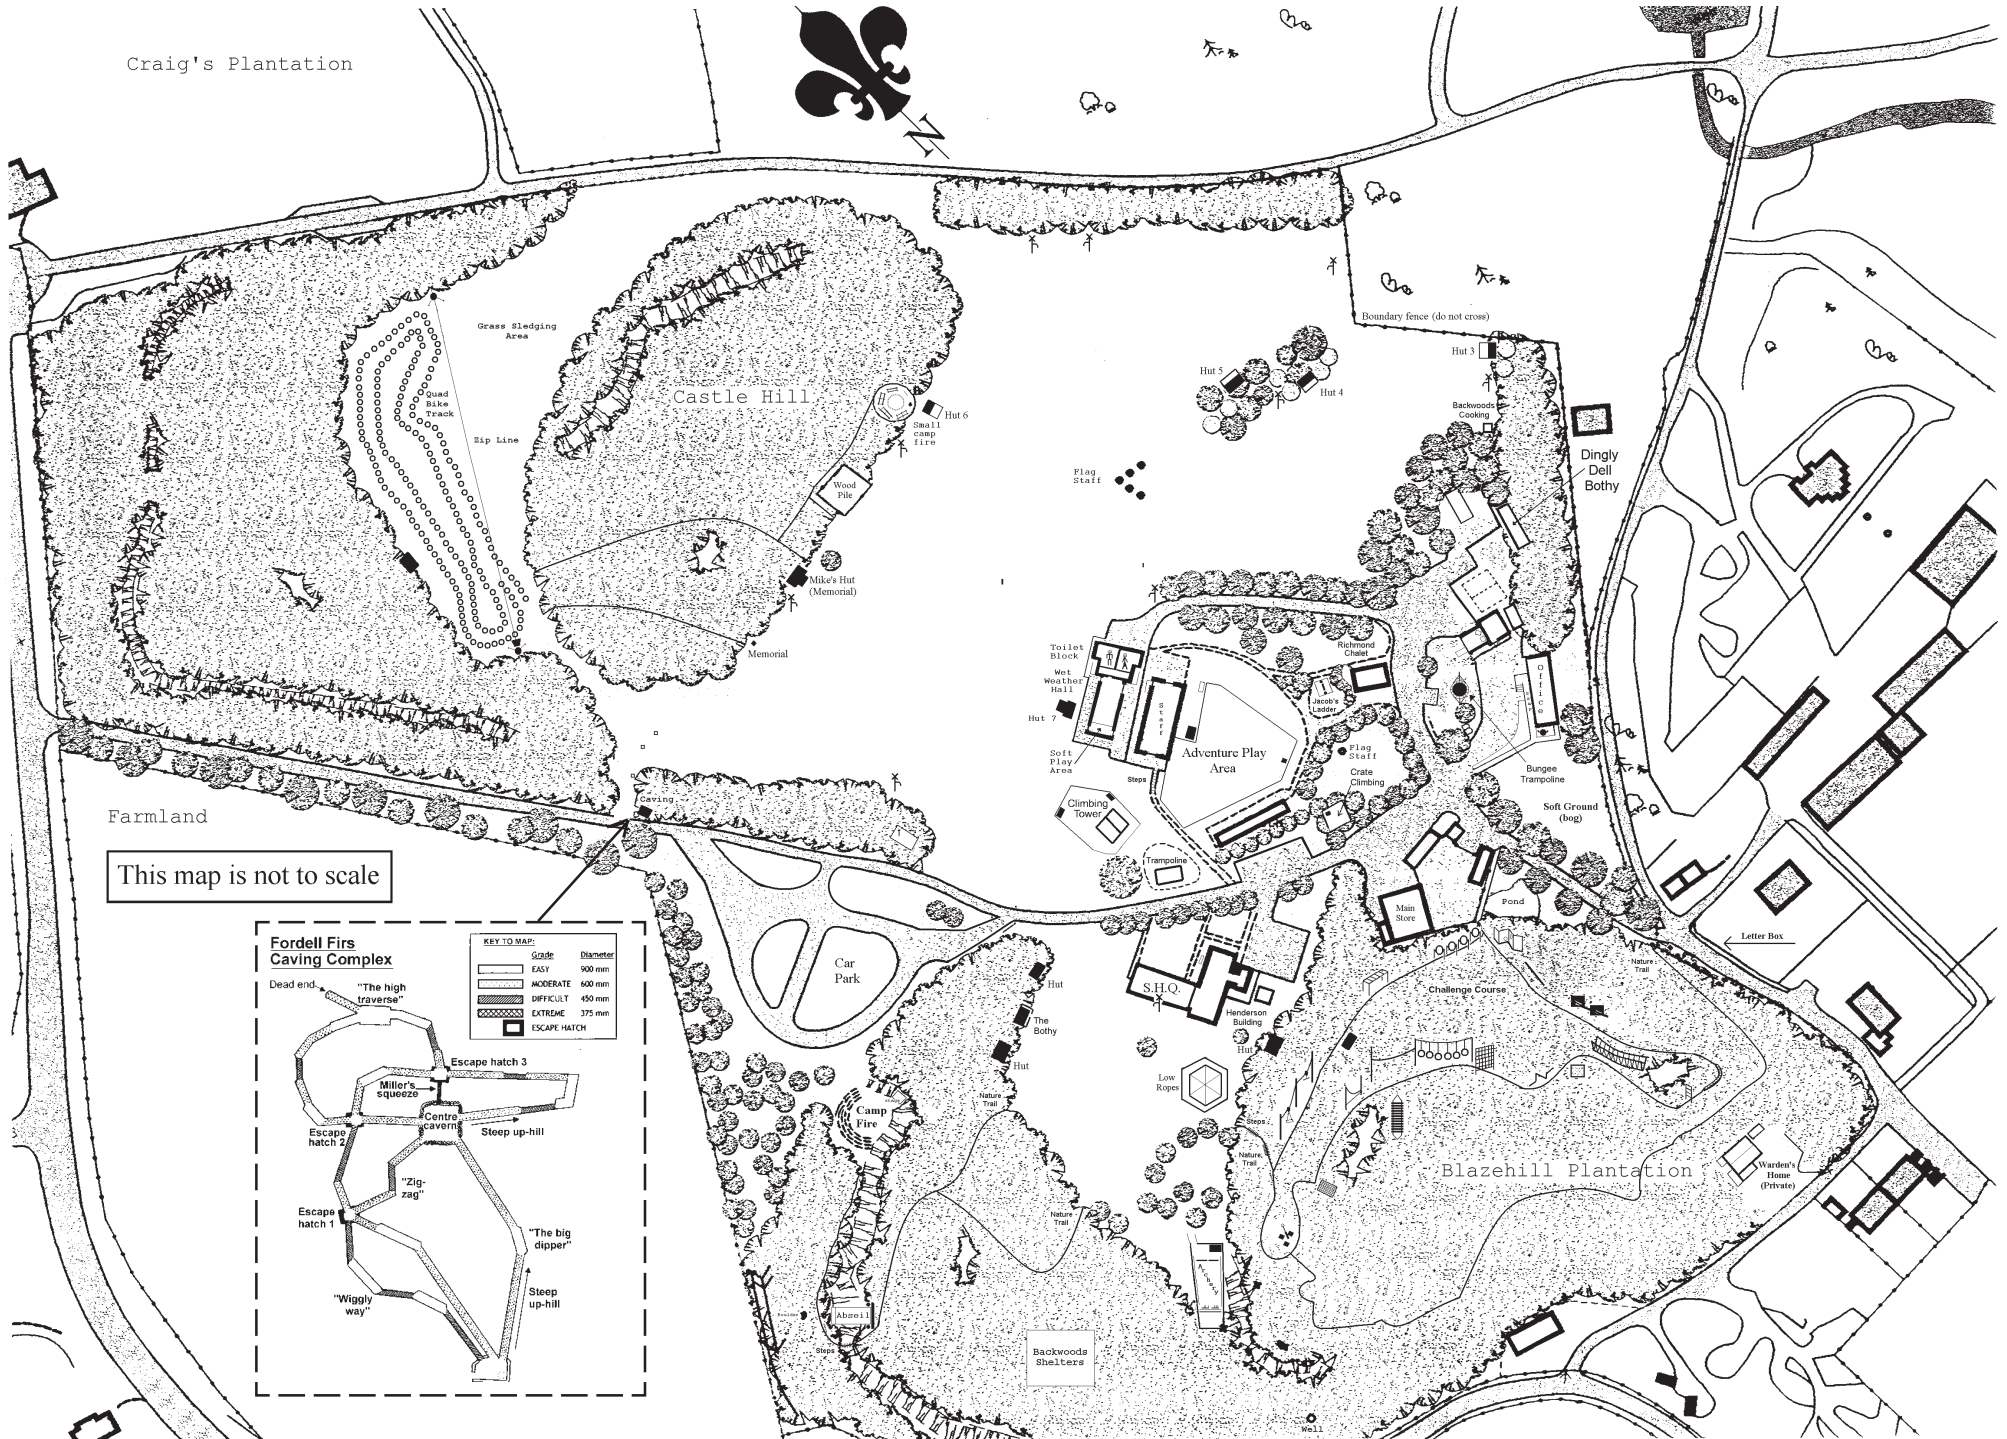 Craig's Plantation
N
Boundary fence (do not cross)
Grass Sledging
Area
Hut 3
Hut 5
Hut 4
Quad
Bike
Track
Castle Hill
Hut 6
Small
camp
fire
Backwoods
Cooking
Zip Line
Dingly
Dell
Bothy
Flag
Staff
Wood
Pile
Mike's Hut
(Memorial)
Memorial
Toilet
Block
Wet
Weather
Hall
Hut 7
Soft
Play
Area
Staff
Steps
Richmond
Chalet
Jacob's
Ladder
Office
Adventure Play
Area
Flag
Staff
Crate
Climbing
Bungee
Trampoline
Soft Ground
(bog)
Climbing
Tower
Trampoline
Caving
Farmland
This map is not to scale
Main
Store
Pond
Letter Box
Nature
Trail
Car
Park
S.H.Q.
Henderson
Building
Challenge Course
Hut
The
Bothy
Hut
Hut
Low
Ropes
Nature
Trail
Camp
Fire
Steps
Nature
Trail
Blazehill Plantation
Warden's
Home
(Private)
Nature
Trail
Archery
Abseil
Steps
Backwoods
Shelters
Well
Fordell Firs
Caving Complex
KEY TO MAP:
Grade Diameter
EASY 900 mm
MODERATE 600 mm
DIFFICULT 450 mm
EXTREME 375 mm
ESCAPE HATCH
Dead end
"The high
traverse"
Escape hatch 3
Miller's
squeeze
Centre
cavern
Escape
hatch 2
Steep up-hill
"Zig-
zag"
Escape
hatch 1
"The big
dipper"
"Wiggly
way"
Steep
up-hill